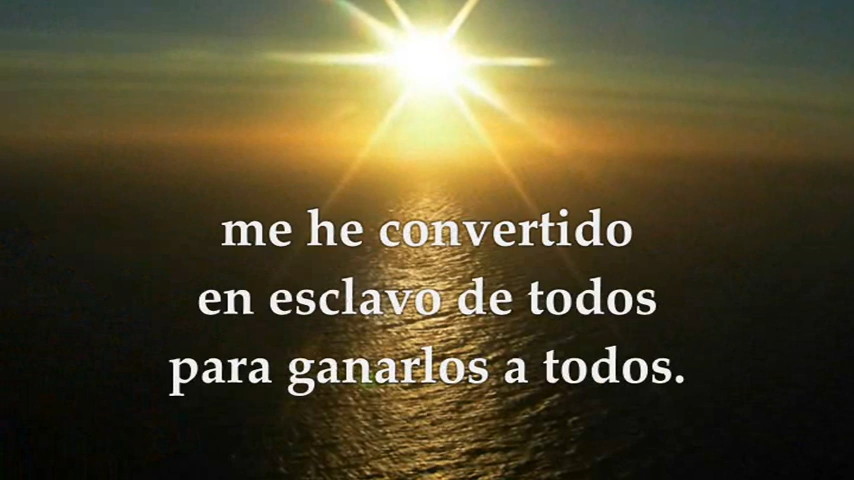 me he convertido
en esclavo de todos
para ganarlos a todos.